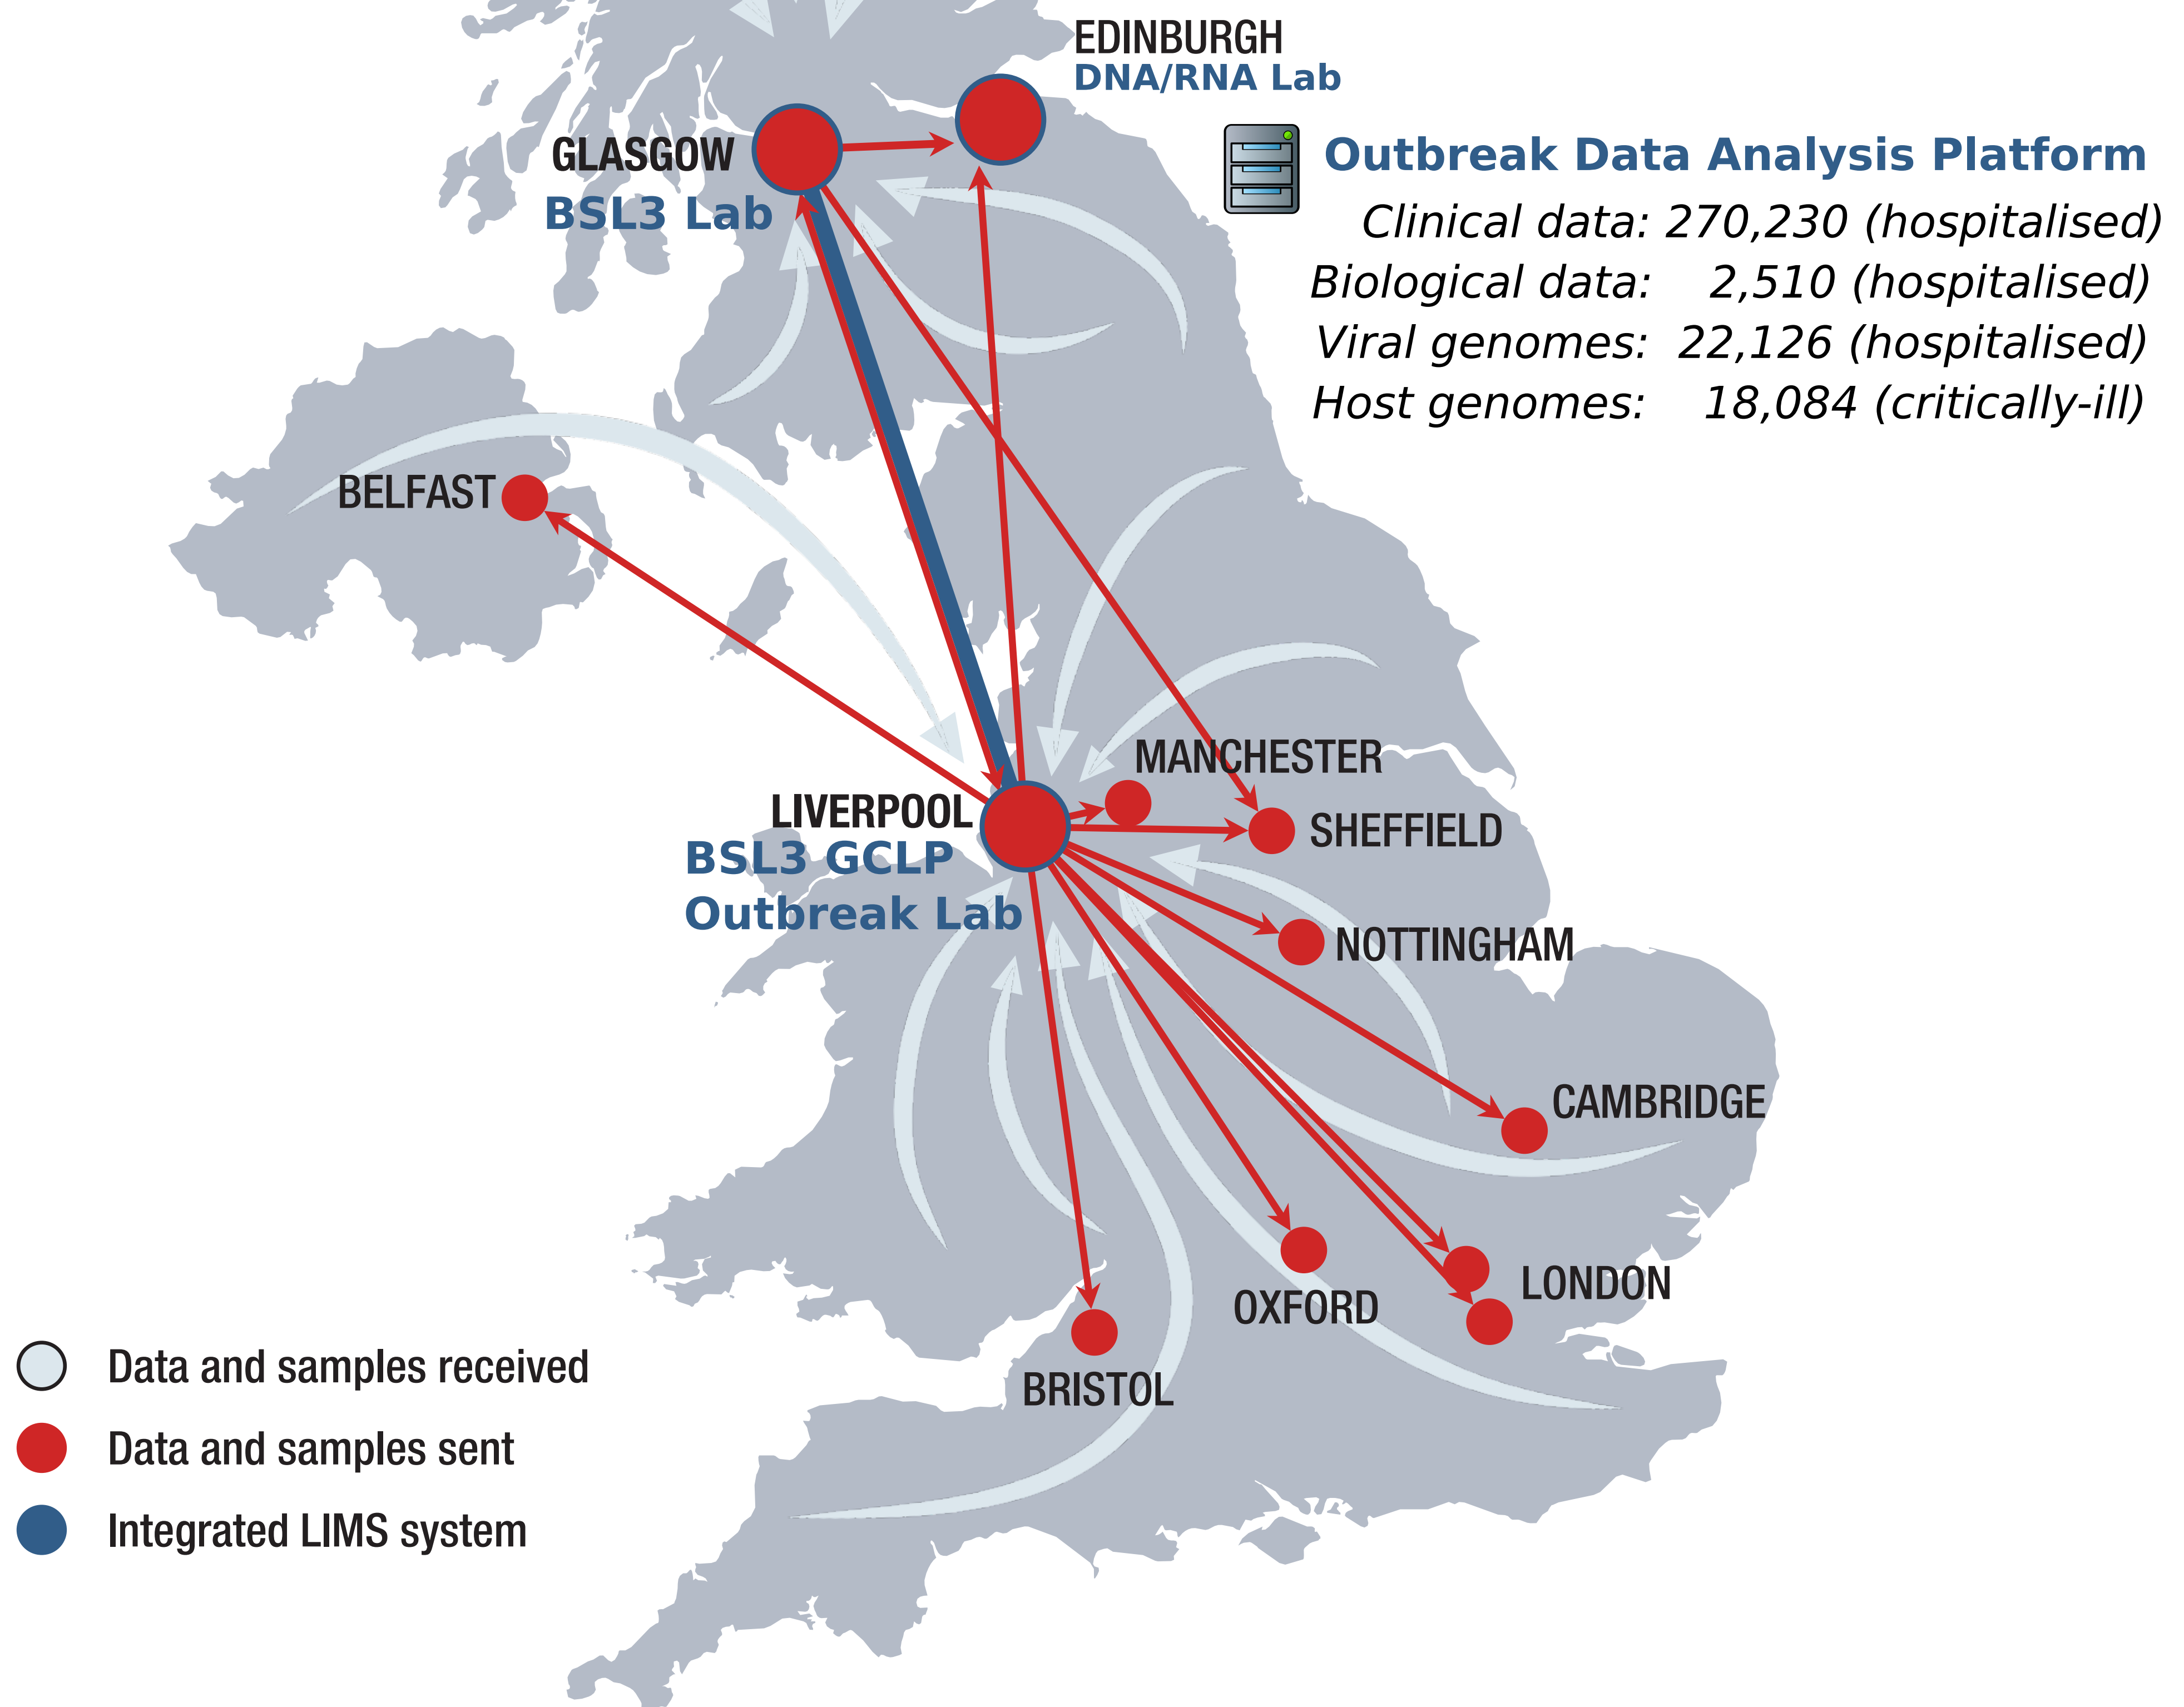 EDINBURGH
DNA/RNA Lab
GLASGOW
BSL3 Lab
Outbreak Data Analysis Platform
Clinical data: 270,230 (hospitalised)
Biological data: 2,510 (hospitalised)
Viral genomes: 22,126 (hospitalised)
Host genomes: 18,084 (critically-ill)
BELFAST
MANCHESTER
LIVERPOOL
BSL3 GCLP
Outbreak Lab
SHEFFIELD
NOTTINGHAM
CAMBRIDGE
LONDON
OXFORD
BRISTOL
Data and samples received
Data and samples sent
Integrated LIMS system